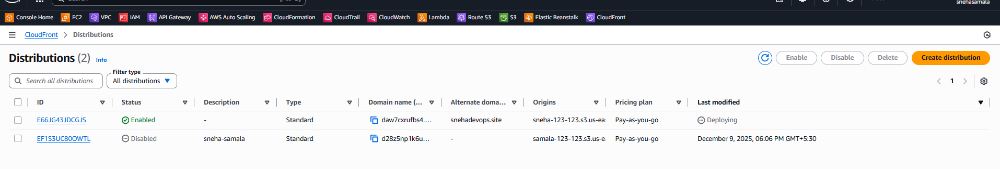 snehasamala
Console Home EC2 VPC IAM API Gateway AWS Auto Scaling CloudFormation CloudTrail CloudWatch Lambda Route 53 S3 Elastic Beanstalk CloudFront
CloudFront > Distributions
Distributions (2) Info Enable Disable Delete Create distribution
Filter type
Search all distributions All distributions 1
ID Status Description Type Domain name (... Alternate doma... Origins Pricing plan Last modified
E66JG43JDCGJS Enabled - Standard daw7cxrufbs4.... snehadevops.site sneha-123-123.s3.us-ea Pay-as-you-go Deploying
EF1S3UC80OWTL Disabled sneha-samala Standard d28z5np1k6u... - samala-123-123.s3.us-e Pay-as-you-go December 9, 2025, 06:06 PM GMT+5:30